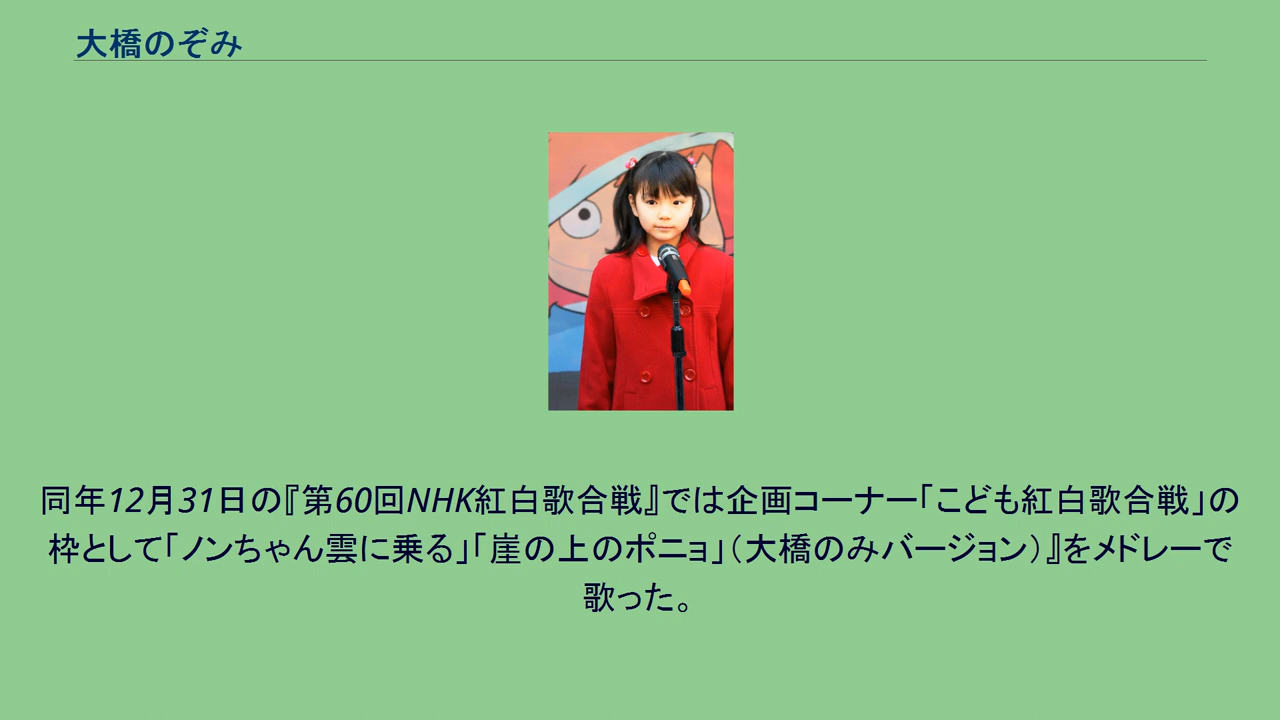 大橋のぞみ
同年12月31日の『第60回NHK紅白歌合戦』では企画コーナー「こども紅白歌合戦」の
枠として「ノンちゃん雲に乗る」「崖の上のポニョ」（大橋のみバージョン）』をメドレーで
歌った。